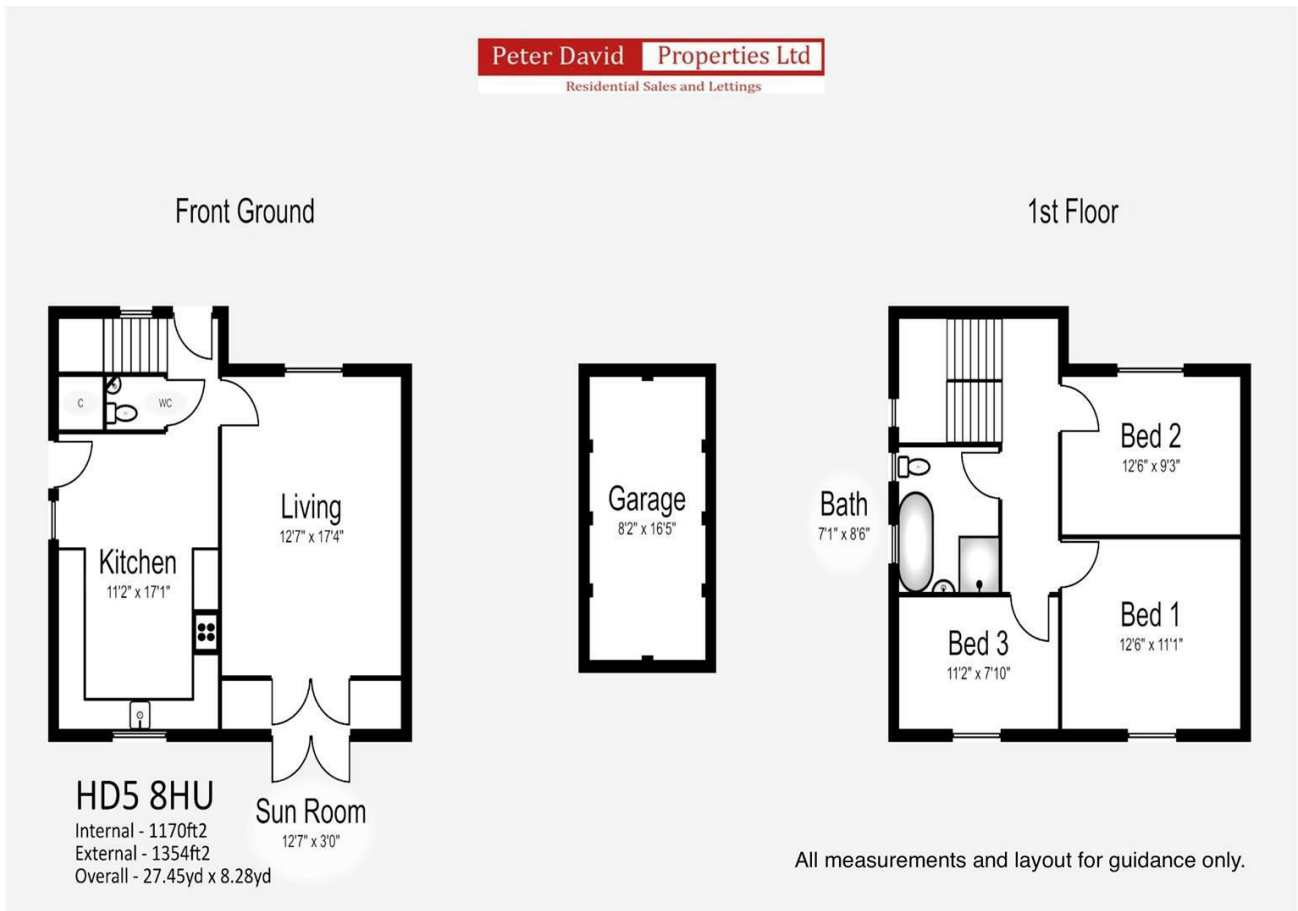 Peter David Properties Ltd
Residential Sales and Lettings
Front Ground
1st Floor
C
WC
Living
12'7" x 17'4"
Kitchen
11'2" x 17'1"
Garage
8'2" x 16'5"
Bath
7'1" x 8'6"
Bed 2
12'6" x 9'3"
Bed 1
12'6" x 11'1"
Bed 3
11'2" x 7'10"
HD5 8HU
Internal - 1170ft2
External - 1354ft2
Overall - 27.45yd x 8.28yd
Sun Room
12'7" x 3'0"
All measurements and layout for guidance only.